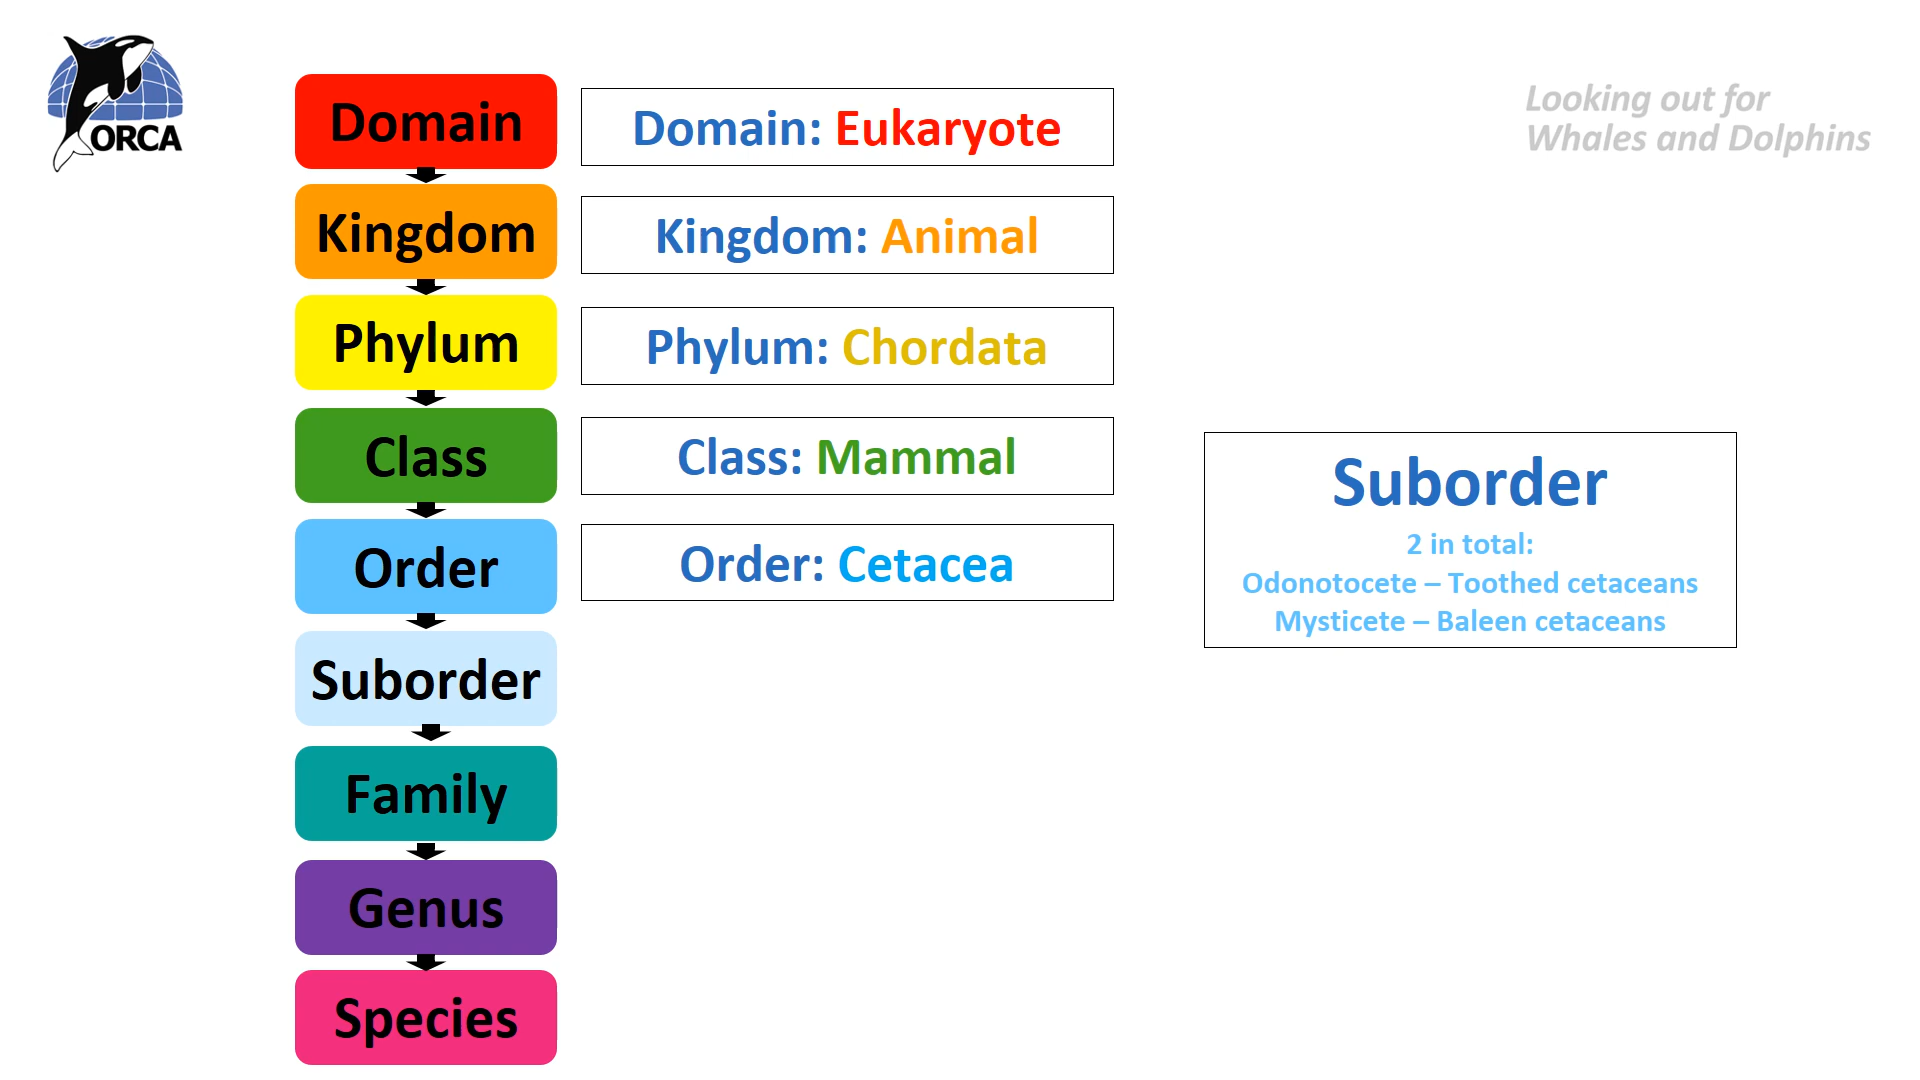 ORCA
Looking out for
Whales and Dolphins
Domain
Domain: Eukaryote
Kingdom
Kingdom: Animal
Phylum
Phylum: Chordata
Class
Class: Mammal
Order
Order: Cetacea
Suborder
2 in total:
Odonotocete – Toothed cetaceans
Mysticete – Baleen cetaceans
Suborder
Family
Genus
Species